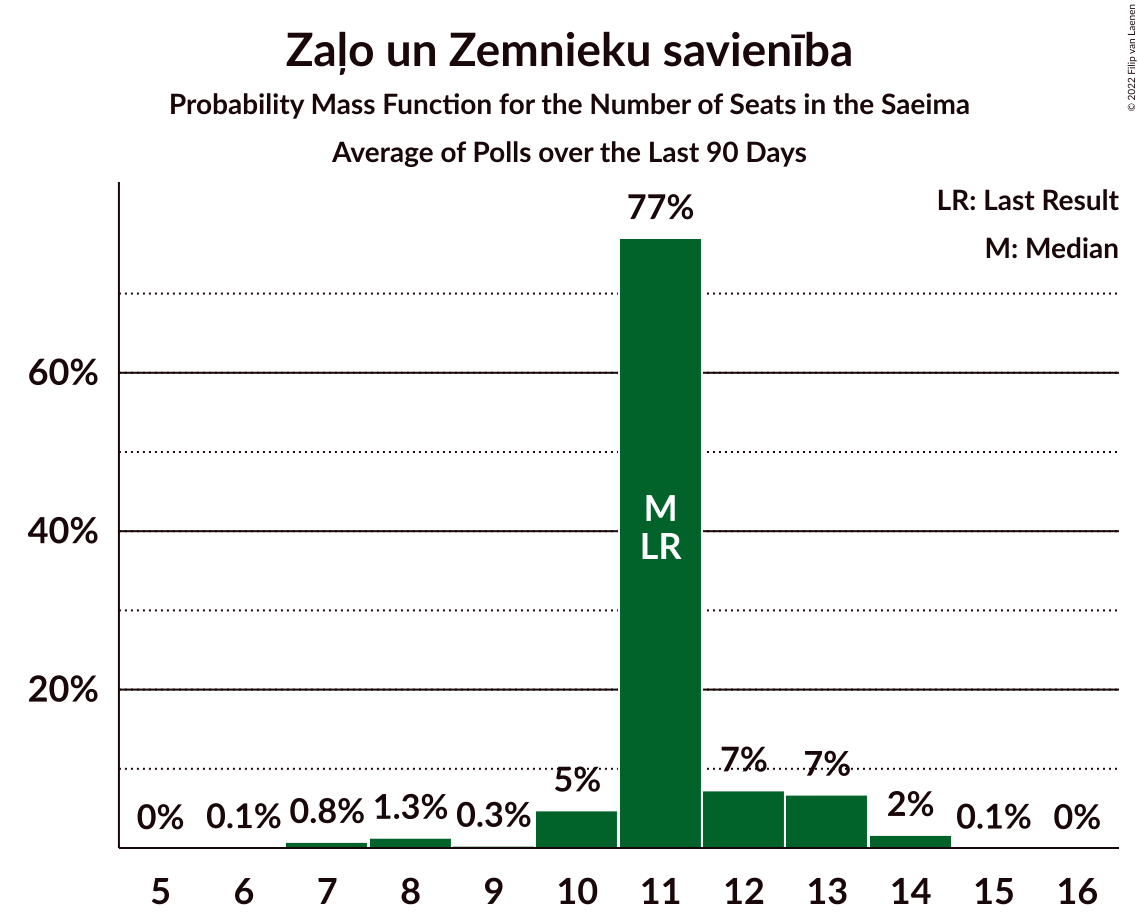 Zaļo un Zemnieku savienība
Probability Mass Function for the Number of Seats in the Saeima
Average of Polls over the Last 90 Days
© 2022 Filip van Laenen
LR: Last Result
M: Median
60%
40%
20%
0%
0.1%
0.8%
1.3%
0.3%
5%
77%
M
LR
7%
7%
2%
0.1%
0%
5 6 7 8 9 10 11 12 13 14 15 16